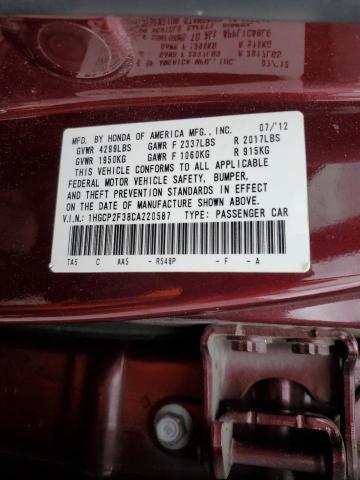 MFD. BY HONDA OF AMERICA MFG., INC. 07/12
GVWR 4299LBS GAWR F 2337LBS R 2017LBS
GVWR 1950KG GAWR F 1060KG R 915KG
THIS VEHICLE CONFORMS TO ALL APPLICABLE
FEDERAL MOTOR VEHICLE SAFETY, BUMPER,
AND THEFT PREVENTION STANDARDS IN EFFECT
ON THE DATE OF MANUFACTURE SHOWN ABOVE.
V.I.N.: 1HGCP2F38CA220587 TYPE: PASSENGER CAR
TA5 C AA5 - R548P - F - A